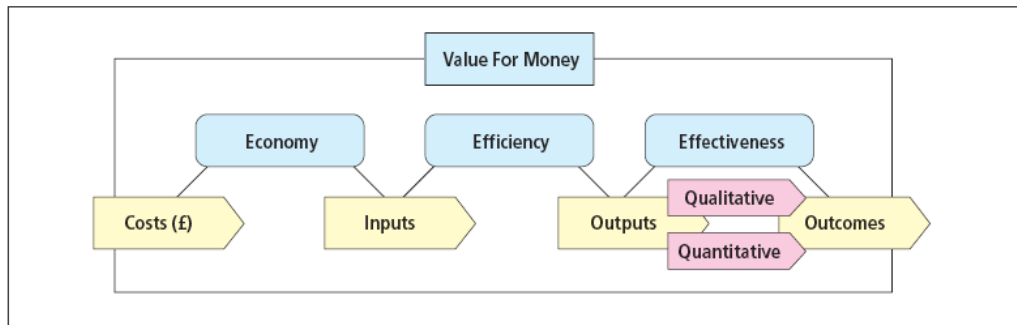 Value For Money
Economy
Efficiency
Effectiveness
Costs (£)
Inputs
Outputs
Qualitative
Quantitative
Outcomes